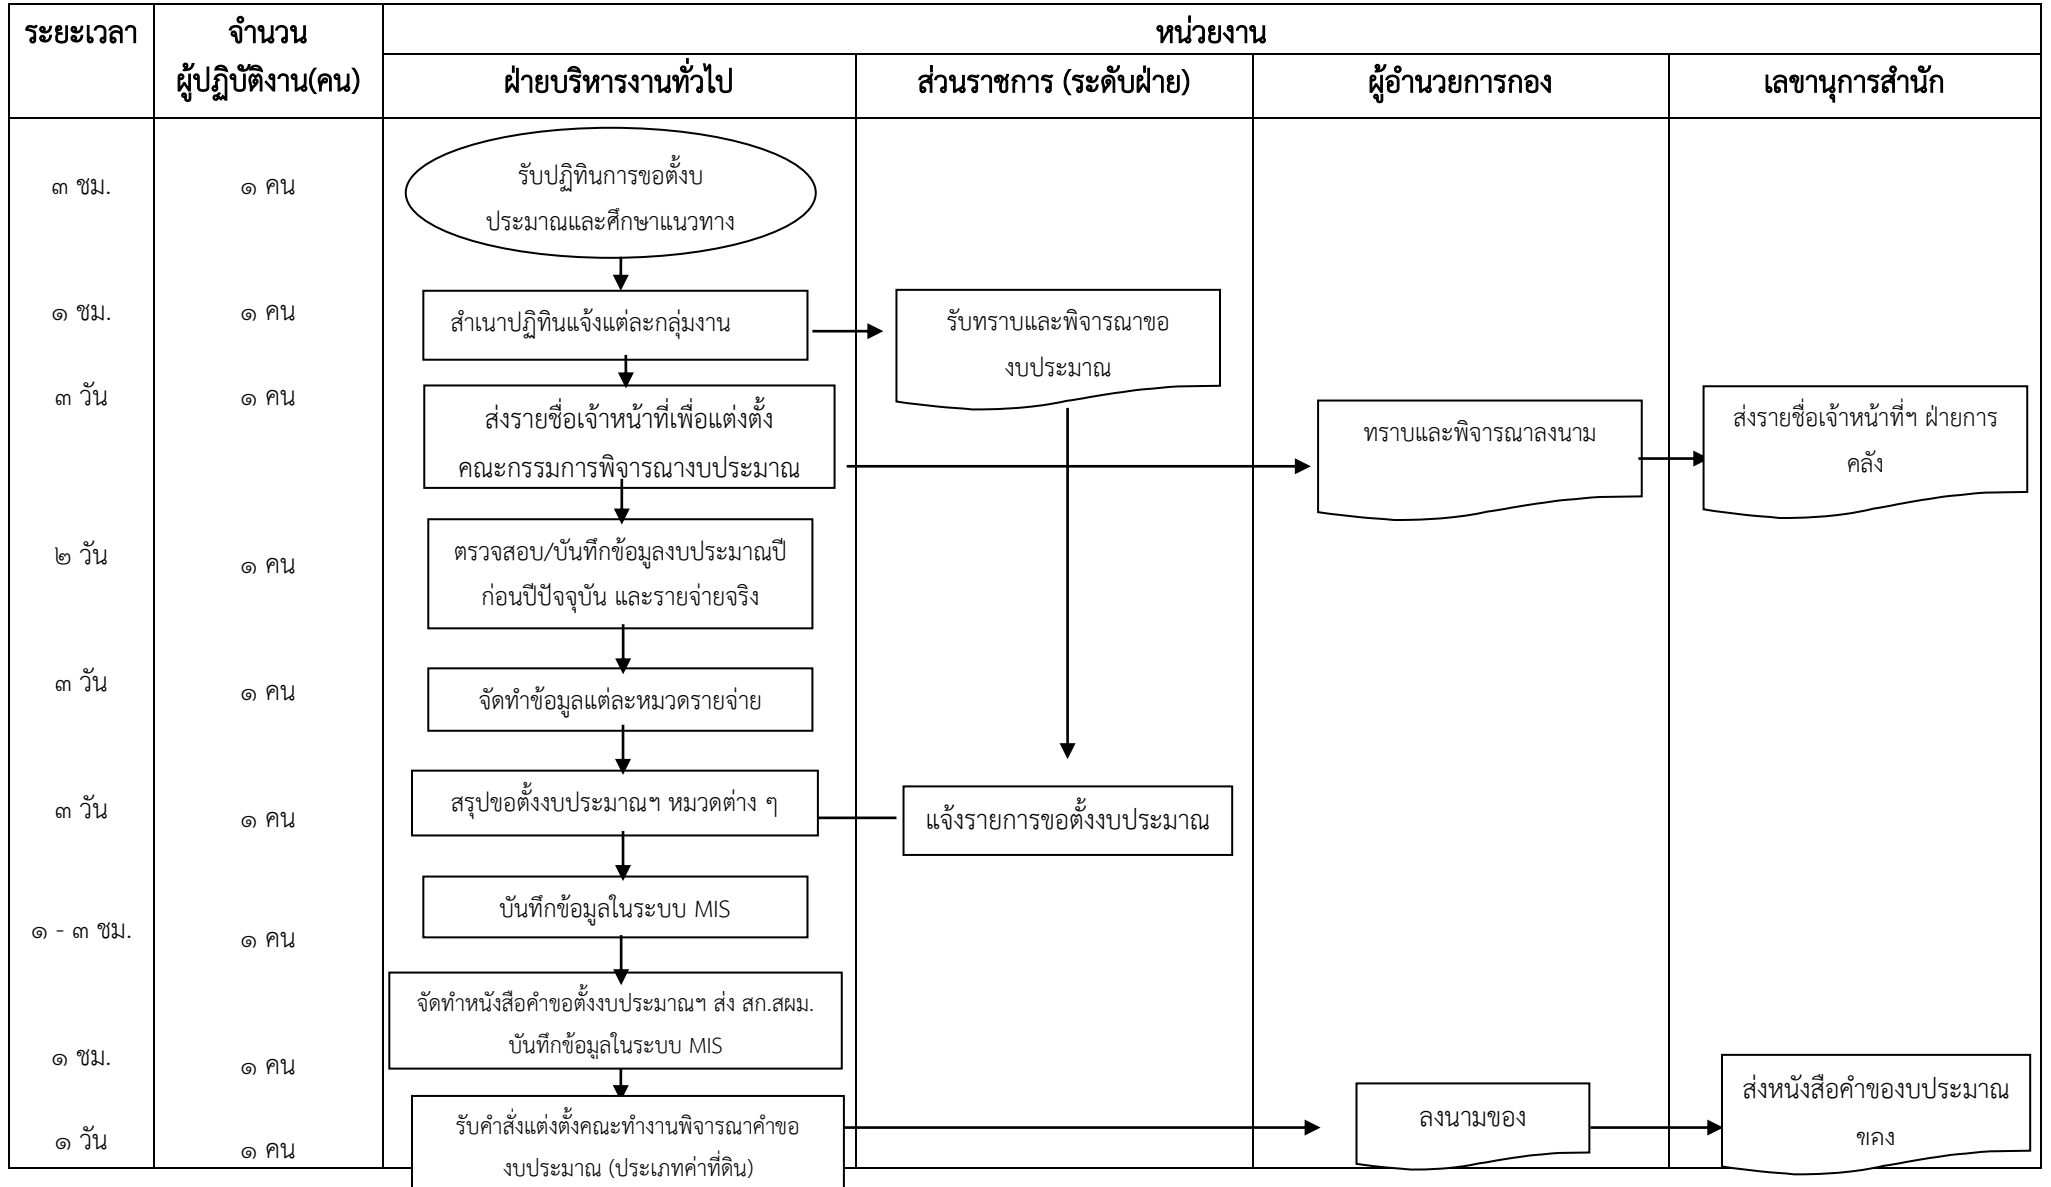 ระยะเวลา
จำนวน
ผู้ปฏิบัติงาน(คน)
หน่วยงาน
ฝ่ายบริหารงานทั่วไป
ส่วนราชการ (ระดับฝ่าย)
ผู้อำนวยการกอง
เลขานุการสำนัก
๓ ชม.
๑ คน
รับปฏิทินการขอตั้งงบ
ประมาณและศึกษาแนวทาง
๑ ชม.
๑ คน
สำเนาปฏิทินแจ้งแต่ละกลุ่มงาน
รับทราบและพิจารณาขอ
งบประมาณ
๓ วัน
๑ คน
ส่งรายชื่อเจ้าหน้าที่เพื่อแต่งตั้ง
คณะกรรมการพิจารณางบประมาณ
ทราบและพิจารณาลงนาม
ส่งรายชื่อเจ้าหน้าที่ฯ ฝ่ายการ
คลัง
๒ วัน
๑ คน
ตรวจสอบ/บันทึกข้อมูลงบประมาณปี
ก่อนปีปัจจุบัน และรายจ่ายจริง
๓ วัน
๑ คน
จัดทำข้อมูลแต่ละหมวดรายจ่าย
๓ วัน
๑ คน
สรุปขอตั้งงบประมาณฯ หมวดต่าง ๆ
แจ้งรายการขอตั้งงบประมาณ
๑ - ๓ ชม.
๑ คน
บันทึกข้อมูลในระบบ MIS
๑ ชม.
๑ คน
จัดทำหนังสือคำขอตั้งงบประมาณฯ ส่ง สก.สผม.
บันทึกข้อมูลในระบบ MIS
๑ วัน
๑ คน
รับคำสั่งแต่งตั้งคณะทำงานพิจารณาคำขอ
งบประมาณ (ประเภทค่าที่ดิน)
ลงนามของ
ส่งหนังสือคำของบประมาณ
ของ